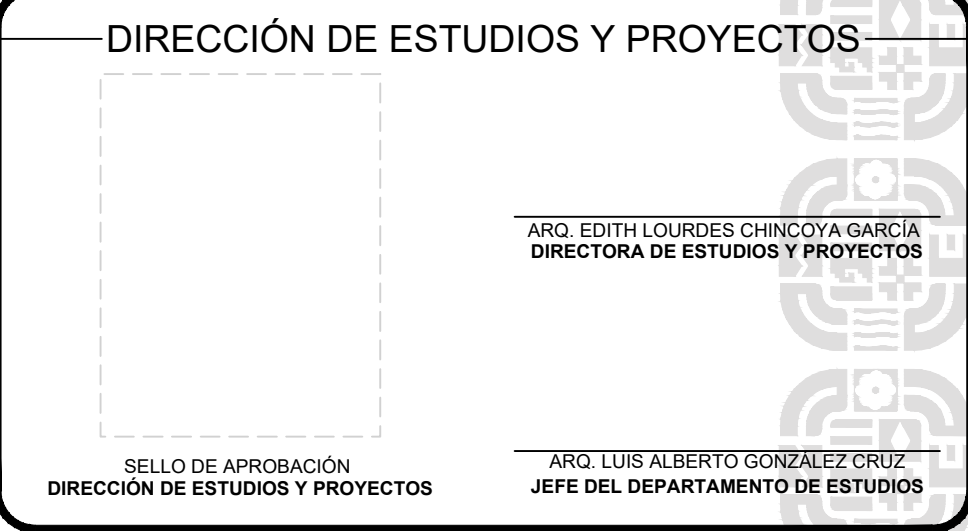 DIRECCIÓN DE ESTUDIOS Y PROYECTOS
ARQ. EDITH LOURDES CHINCOYA GARCÍA
DIRECTORA DE ESTUDIOS Y PROYECTOS
SELLO DE APROBACIÓN
DIRECCIÓN DE ESTUDIOS Y PROYECTOS
ARQ. LUIS ALBERTO GONZÁLEZ CRUZ
JEFE DEL DEPARTAMENTO DE ESTUDIOS